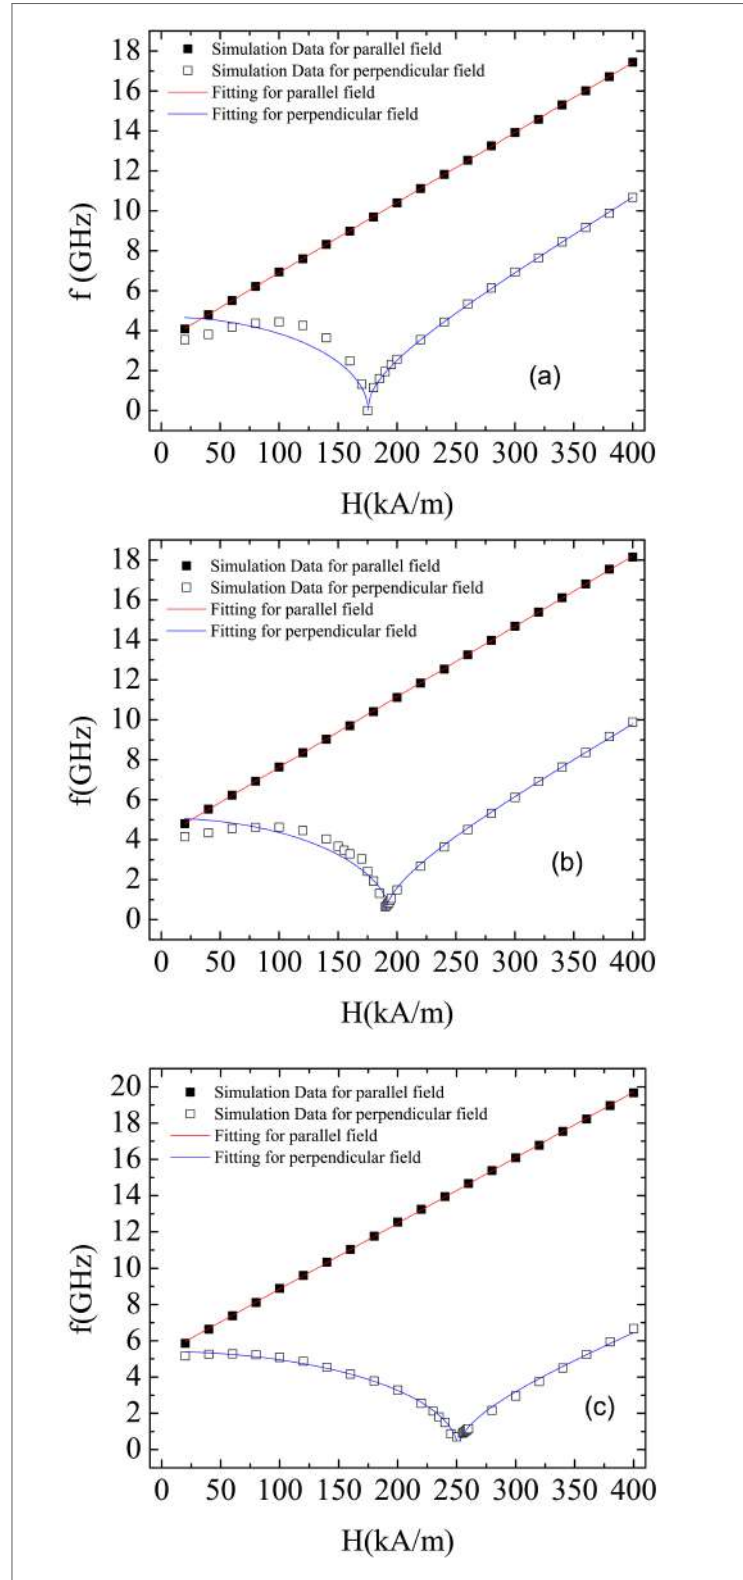 18
16
14
12
10
8
6
4
2
0
f (GHz)
Simulation Data for parallel field
Simulation Data for perpendicular field
Fitting for parallel field
Fitting for perpendicular field
(a)
0 50 100 150 200 250 300 350 400
H(kA/m)
18
16
14
12
10
8
6
4
2
0
f(GHz)
Simulation Data for parallel field
Simulation Data for perpendicular field
Fitting for parallel field
Fitting for perpendicular field
(b)
0 50 100 150 200 250 300 350 400
H(kA/m)
20
18
16
14
12
10
8
6
4
2
0
f(GHz)
Simulation Data for parallel field
Simulation Data for perpendicular field
Fitting for parallel field
Fitting for perpendicular field
(c)
0 50 100 150 200 250 300 350 400
H(kA/m)